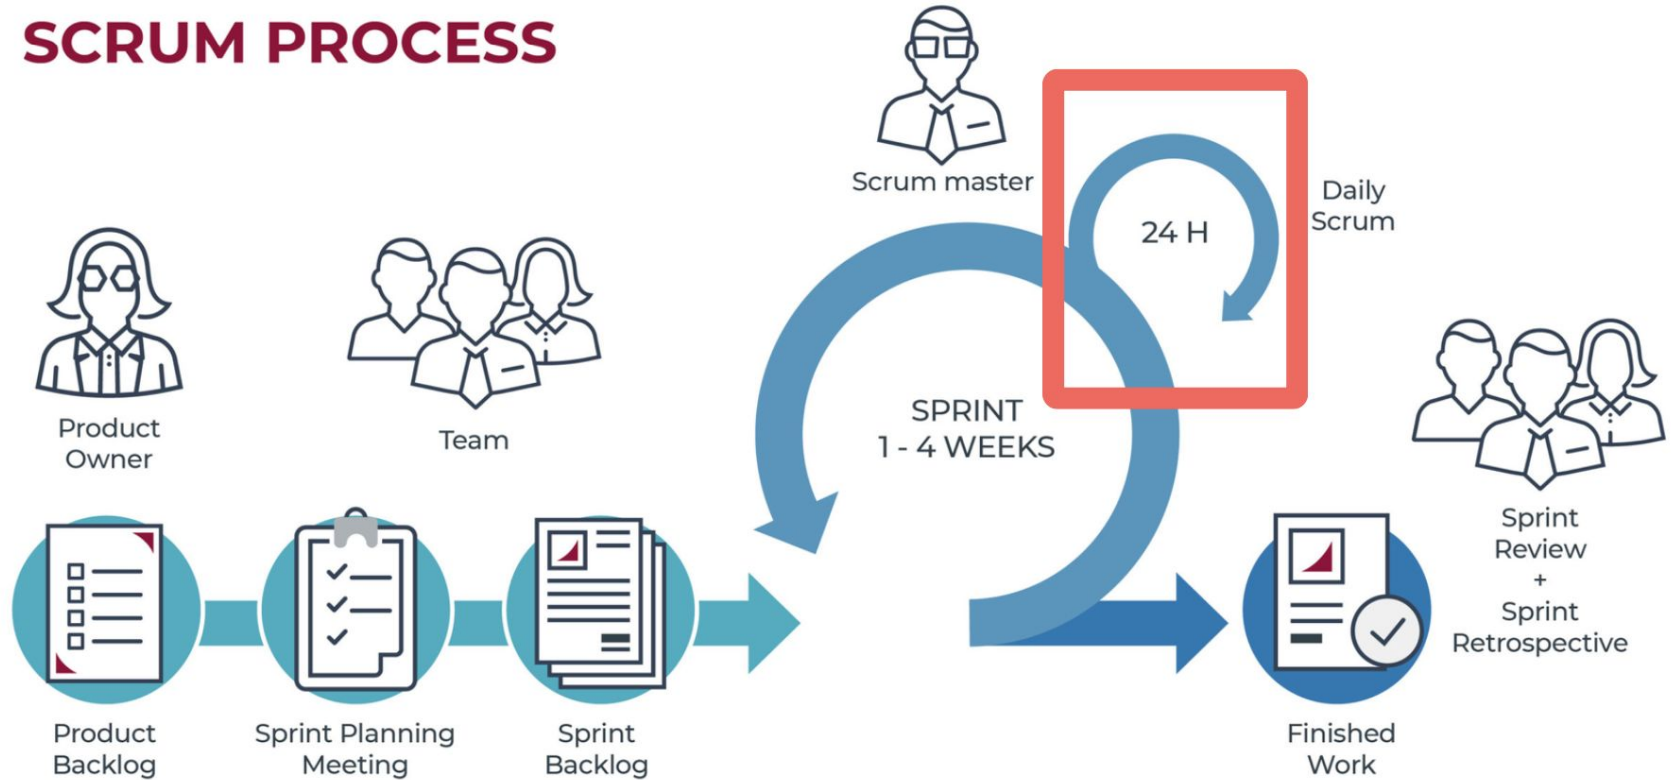 SCRUM PROCESS
Scrum master
24 H
Daily
Scrum
Product
Owner
Team
SPRINT
1 - 4 WEEKS
Sprint
Review
+
Sprint
Retrospective
Product
Backlog
Sprint Planning
Meeting
Sprint
Backlog
Finished
Work